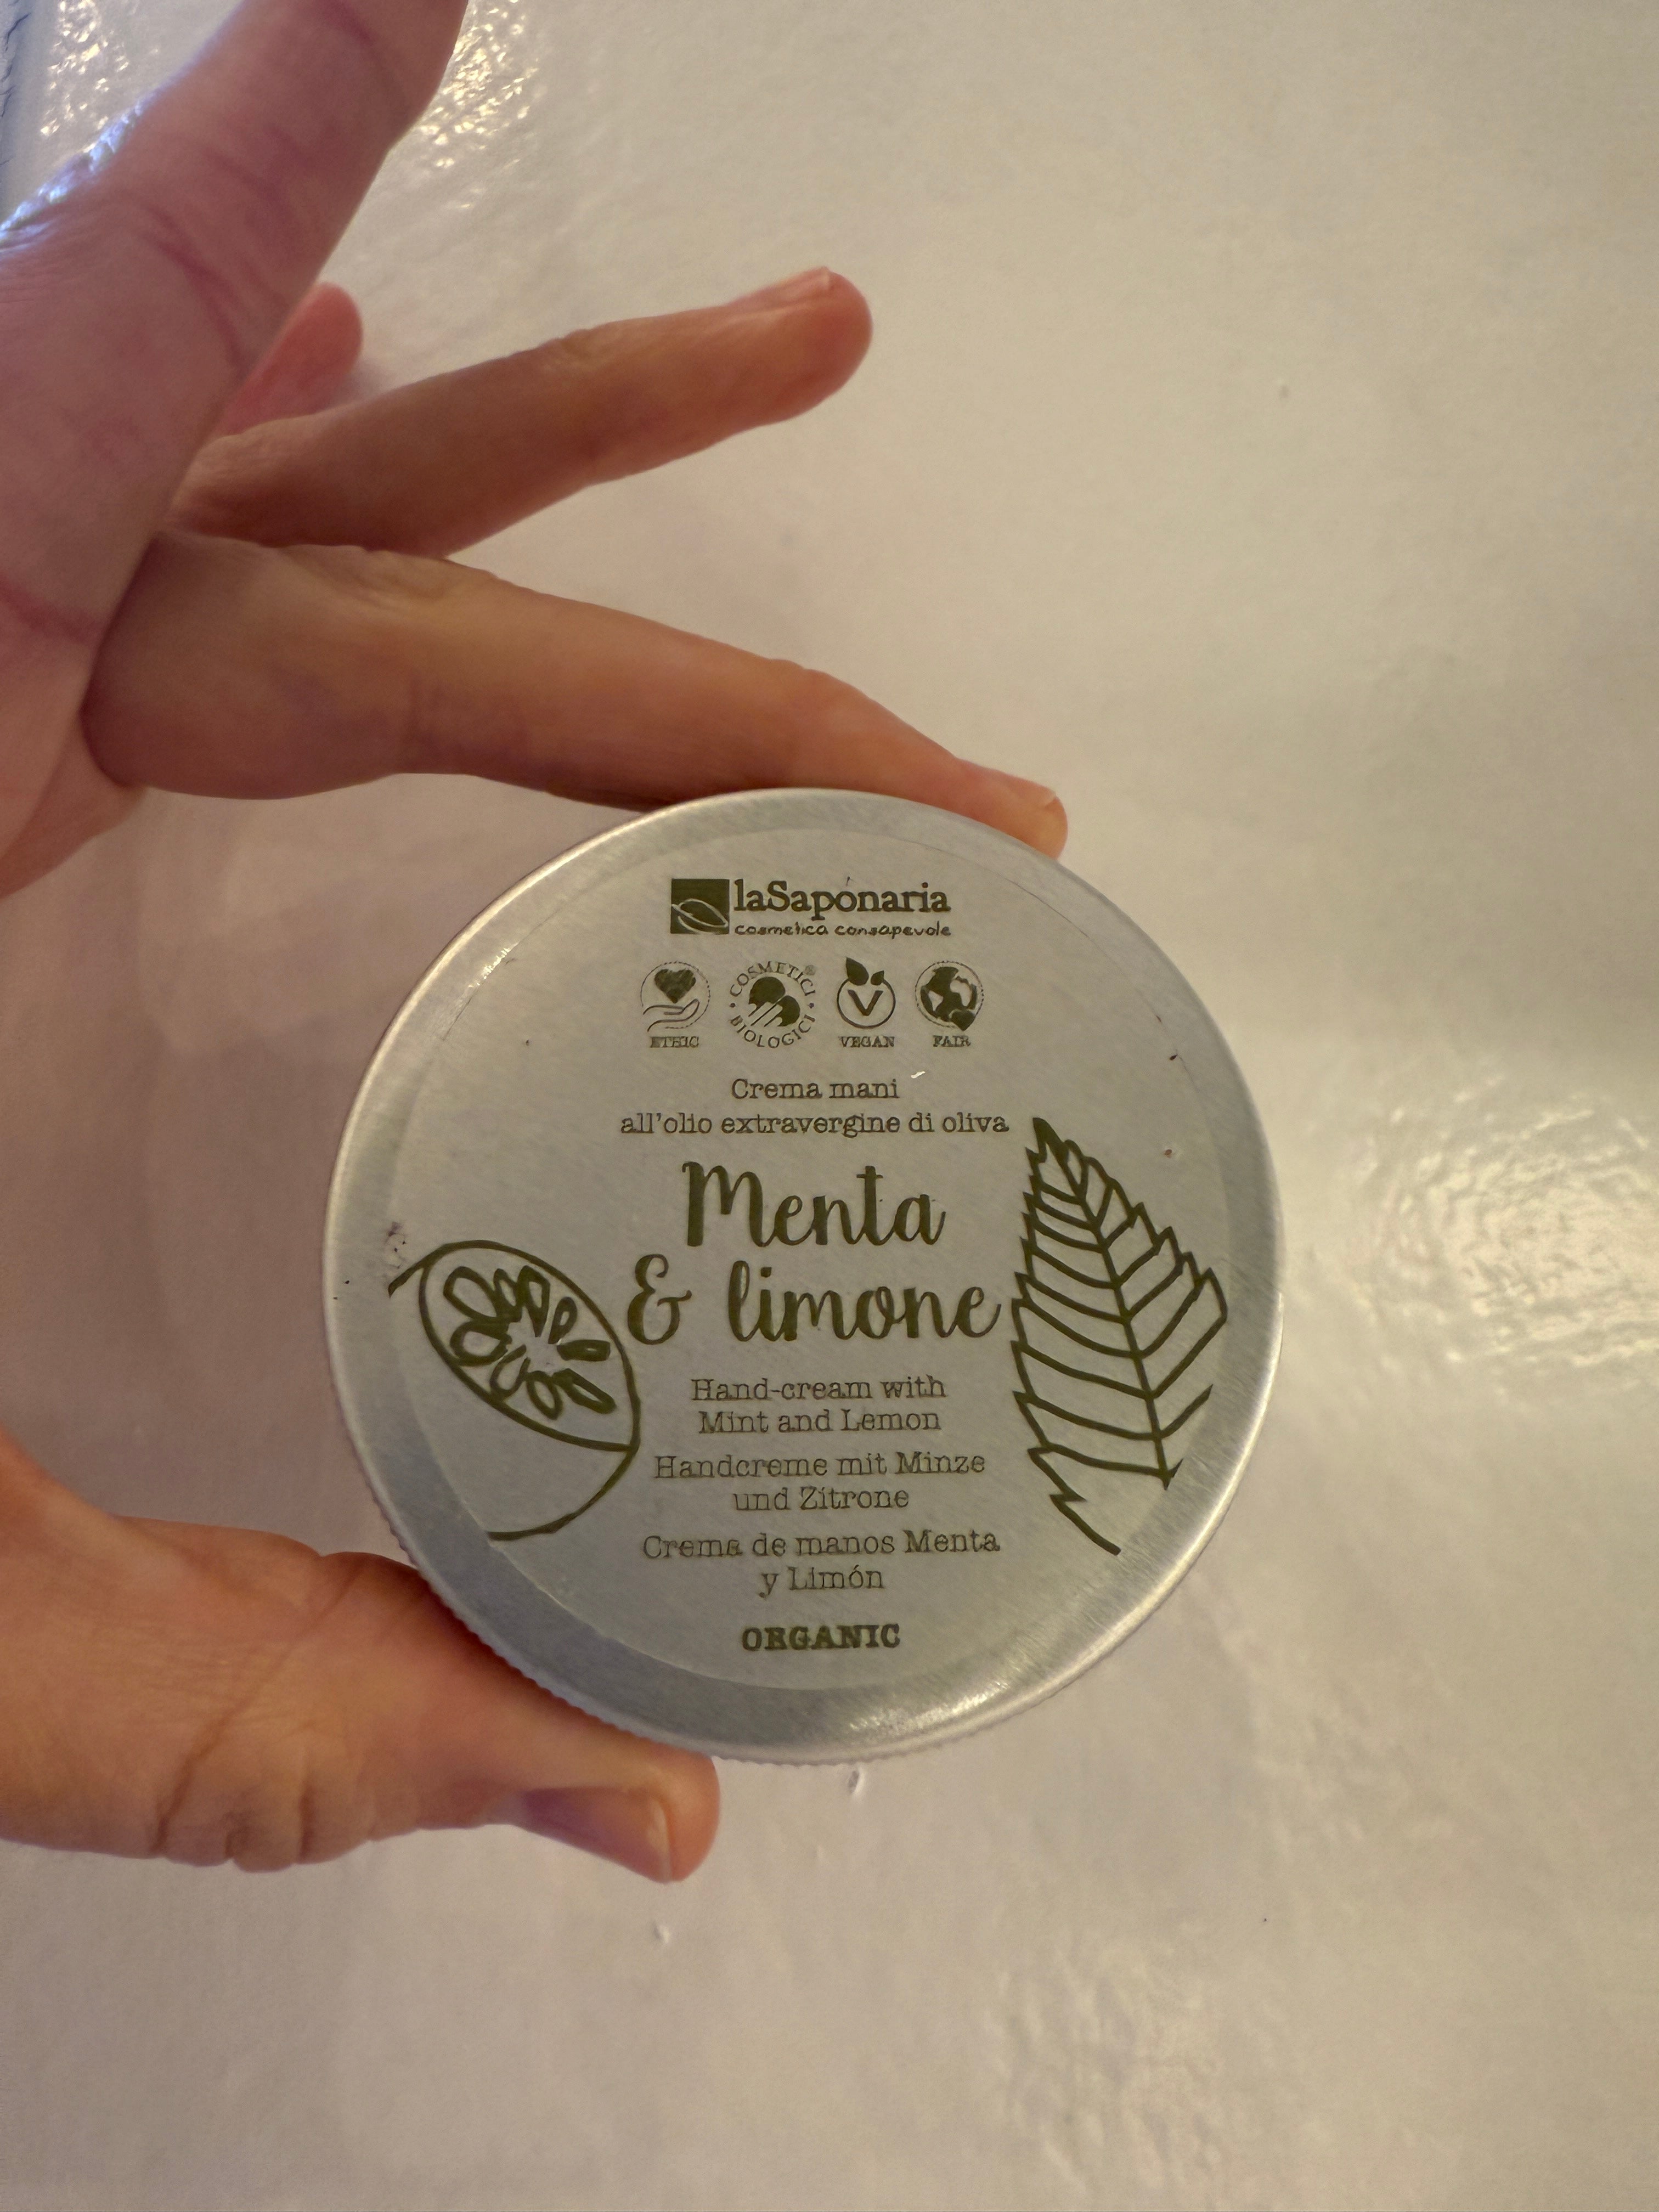 laSaponaria
cosmetica consapevole
ETHIC
COSMETICI® BIOLOGICI
V
VEGAN
FAIR
Crema mani
all'olio extravergine di oliva
Menta
& limone
Hand-cream with
Mint and Lemon
Handcreme mit Minze
und Zitrone
Crema de manos Menta
y Limón
ORGANIC